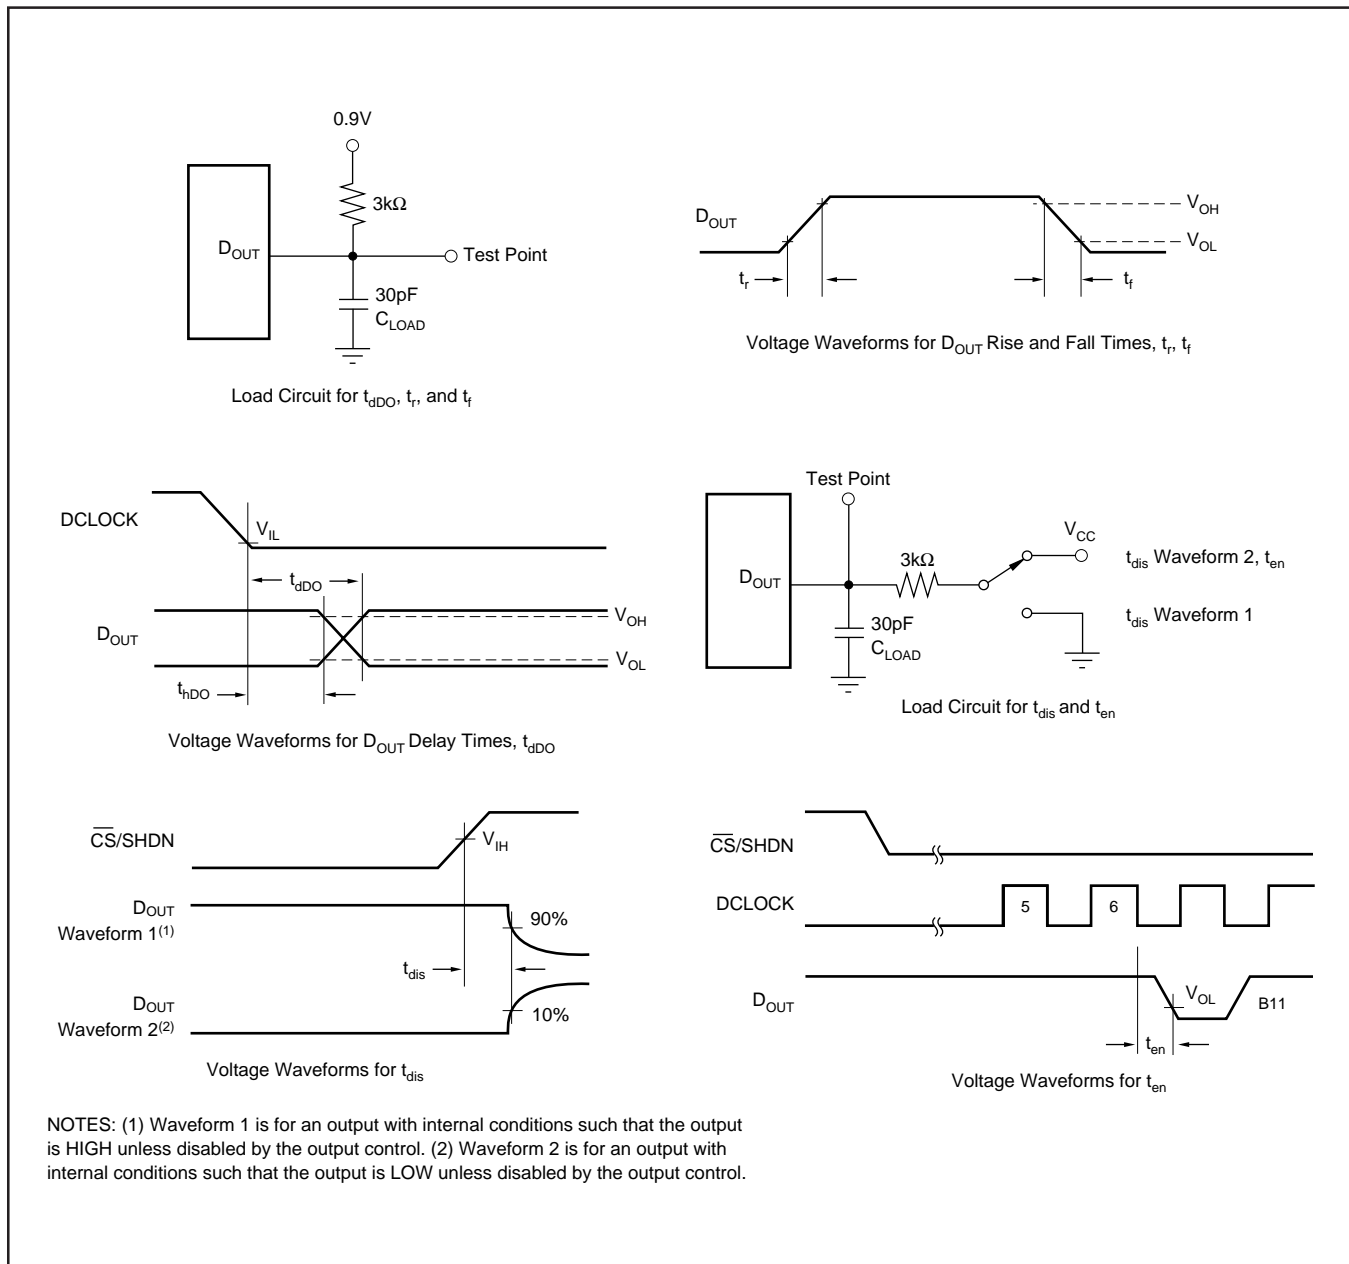 0.9V
3kΩ
DOUT
Test Point
30pF
CLOAD
Load Circuit for tdDO, tr, and tf
DOUT
VOH
VOL
tr
tf
Voltage Waveforms for DOUT Rise and Fall Times, tr, tf
DCLOCK
VIL
tdDO
DOUT
VOH
VOL
thDO
Voltage Waveforms for DOUT Delay Times, tdDO
Test Point
VCC
3kΩ
tdis Waveform 2, ten
DOUT
30pF
CLOAD
tdis Waveform 1
Load Circuit for tdis and ten
C̅S̅/SHDN
VIH
DOUT
Waveform 1(1)
90%
tdis
DOUT
Waveform 2(2)
10%
Voltage Waveforms for tdis
C̅S̅/SHDN
DCLOCK
5
6
DOUT
VOL
B11
ten
Voltage Waveforms for ten
NOTES: (1) Waveform 1 is for an output with internal conditions such that the output
is HIGH unless disabled by the output control. (2) Waveform 2 is for an output with
internal conditions such that the output is LOW unless disabled by the output control.